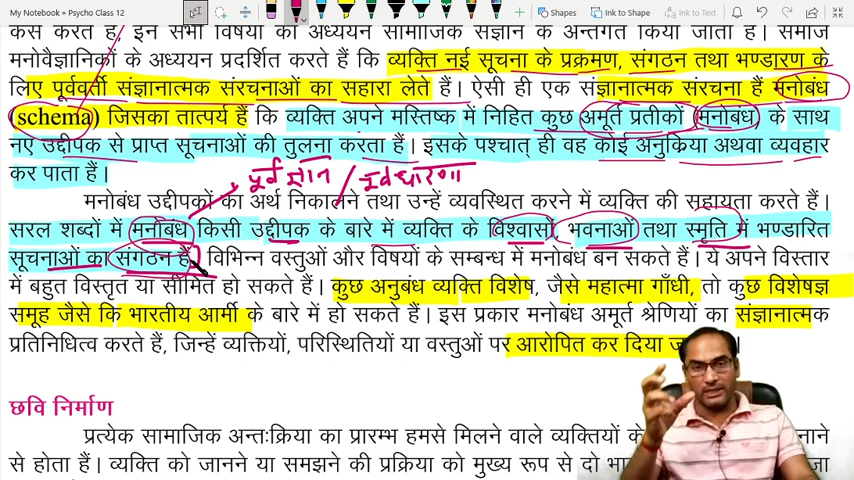 My Notebook » Psycho Class 12
Shapes Ink to Shape Ink to Text
कस करत हैं, इन सभी विषयों का अध्ययन सामाजिक संज्ञान के अन्तर्गत किया जाता है। समाज
मनोवैज्ञानिकों के अध्ययन प्रदर्शित करते हैं कि व्यक्ति नई सूचना के प्रक्रमण, संगठन तथा भण्डारण के
लिए पूर्ववर्ती संज्ञानात्मक संरचनाओं का सहारा लेते हैं। ऐसी ही एक संज्ञानात्मक संरचना हैं मनोबंध
(schema) जिसका तात्पर्य हैं कि व्यक्ति अपने मस्तिष्क में निहित कुछ अमूर्त प्रतीकों (मनोबंध) के साथ
नए उद्दीपक से प्राप्त सूचनाओं की तुलना करता हैं। इसके पश्चात् ही वह कोई अनुक्रिया अथवा व्यवहार
कर पाता हैं।
पूर्व ज्ञान / पूर्वधारणा
मनोबंध उद्दीपकों का अर्थ निकालने तथा उन्हें व्यवस्थित करने में व्यक्ति की सहायता करते हैं।
सरल शब्दों में मनोबंध किसी उद्दीपक के बारे में व्यक्ति के विश्वासों, भवनाओं तथा स्मृति में भण्डारित
सूचनाओं का संगठन हैं। विभिन्न वस्तुओं और विषयों के सम्बन्ध में मनोबंध बन सकते हैं। ये अपने विस्तार
में बहुत विस्तृत या सीमित हो सकते हैं। कुछ अनुबंध व्यक्ति विशेष, जैसे महात्मा गाँधी, तो कुछ विशेषज्ञ
समूह जैसे कि भारतीय आर्मी के बारे में हो सकते हैं। इस प्रकार मनोबंध अमूर्त श्रेणियों का संज्ञानात्मक
प्रतिनिधित्व करते हैं, जिन्हें व्यक्तियों, परिस्थितियों या वस्तुओं पर आरोपित कर दिया
छवि निर्माण
प्रत्येक सामाजिक अन्तःक्रिया का प्रारम्भ हमसे मिलने वाले व्यक्तियों के
से होता हैं। व्यक्ति को जानने या समझने की प्रक्रिया को मुख्य रूप से दो